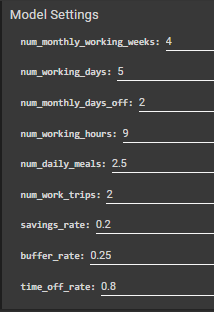 Model Settings
num_monthly_working_weeks: 4
num_working_days: 5
num_monthly_days_off: 2
num_working_hours: 9
num_daily_meals: 2.5
num_work_trips: 2
savings_rate: 0.2
buffer_rate: 0.25
time_off_rate: 0.8